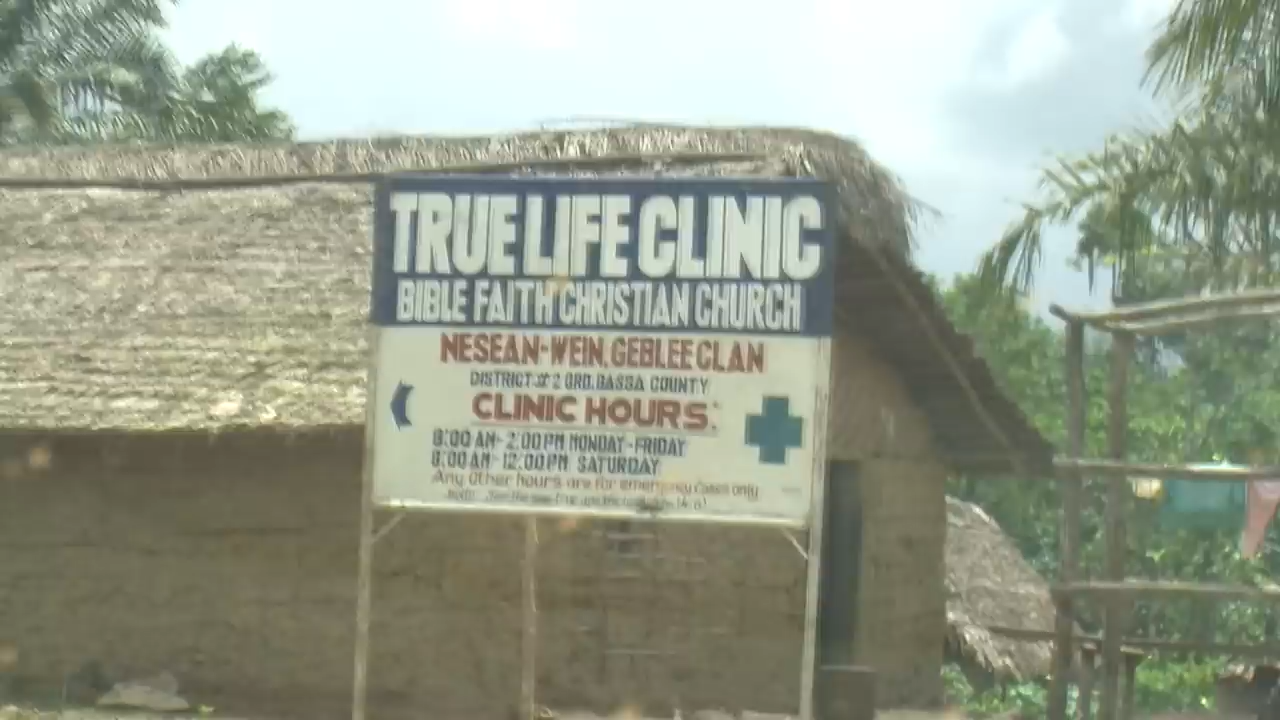 TRUE LIFE CLINIC
BIBLE FAITH CHRISTIAN CHURCH
NESEAN-WEIN, GEBLEE CLAN
DISTRICT # 2 GRD. BASSA COUNTY
CLINIC HOURS:
8:00 AM - 2:00 PM MONDAY - FRIDAY
8:00 AM - 12:00 PM SATURDAY
Any Other hours are for emergency cases only